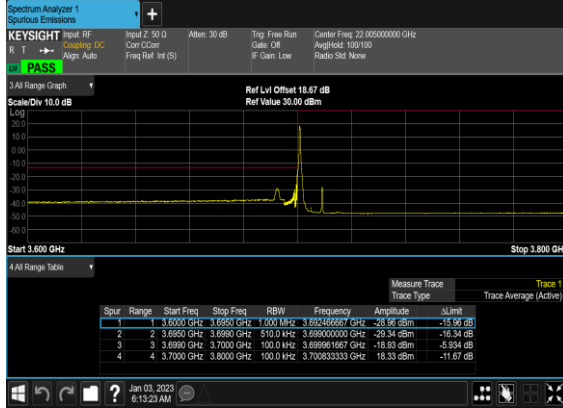 Spectrum Analyzer 1
Spurious Emissions
KEYSIGHT Input: RF Input Z: 50 Ω Atten: 30 dB Trig: Free Run Center Freq: 22.005000000 GHz
R T Coupling: DC Corr CCorr Gate: Off Avg|Hold: 100/100
Align: Auto Freq Ref: Int (S) IF Gain: Low Radio Std: None
PASS
3 All Range Graph
Ref Lvl Offset 18.67 dB
Scale/Div 10.0 dB Ref Value 30.00 dBm
Log
20.0
10.0
0.00
-10.0
-20.0
-30.0
-40.0
-50.0
-60.0
Start 3.600 GHz Stop 3.800 GH
4 All Range Table
Measure Trace Trace 1
Trace Type Trace Average (Active)
Spur Range Start Freq Stop Freq RBW Frequency Amplitude ΔLimit
1 1 3.6000 GHz 3.6950 GHz 1.000 MHz 3.692466667 GHz -28.96 dBm -15.96 dB
2 2 3.6950 GHz 3.6990 GHz 510.0 kHz 3.699000000 GHz -29.34 dBm -16.34 dB
3 3 3.6990 GHz 3.7000 GHz 100.0 kHz 3.699961667 GHz -18.93 dBm -5.934 dB
4 4 3.7000 GHz 3.8000 GHz 100.0 kHz 3.700833333 GHz 18.33 dBm -11.67 dB
Jan 03, 2023
6:13:23 AM